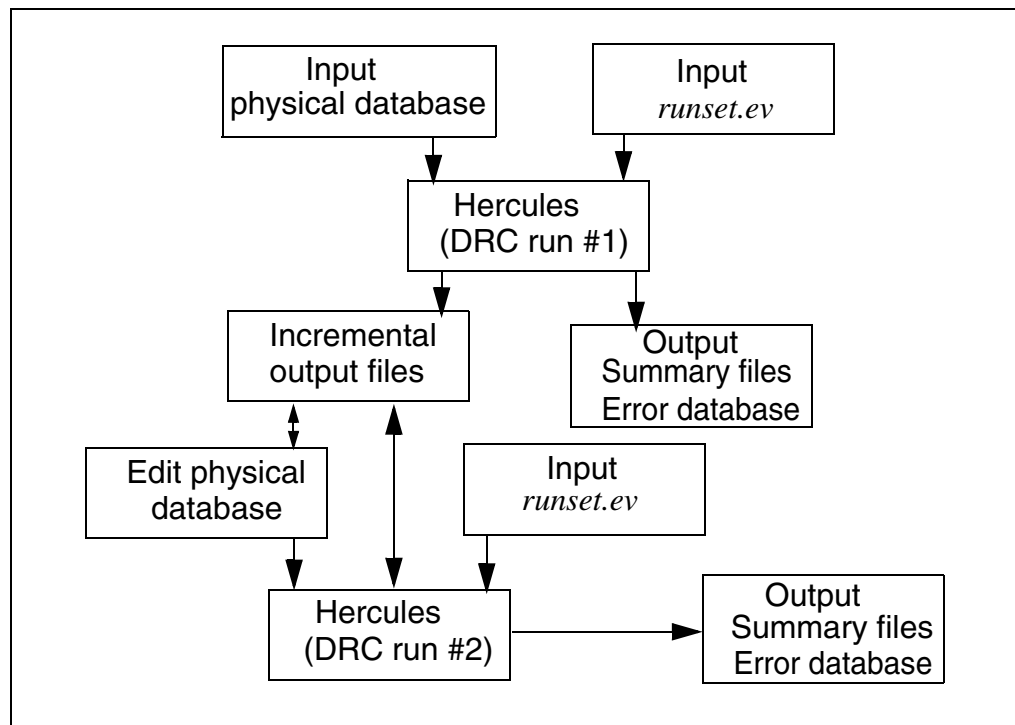 Input
physical database
Input
runset.ev
Hercules
(DRC run #1)
Incremental
output files
Output
Summary files
Error database
Edit physical
database
Input
runset.ev
Hercules
(DRC run #2)
Output
Summary files
Error database